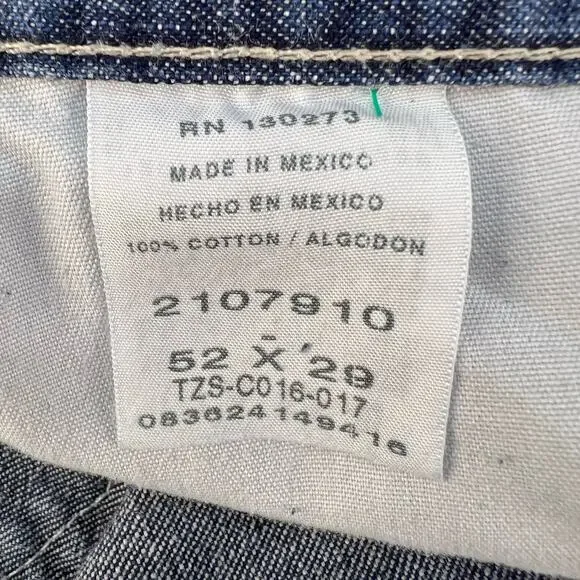 RN 130273
MADE IN MEXICO
HECHO EN MEXICO
100% COTTON / ALGODON
2107910
52 X 29
TZS-C016-017
083624149416